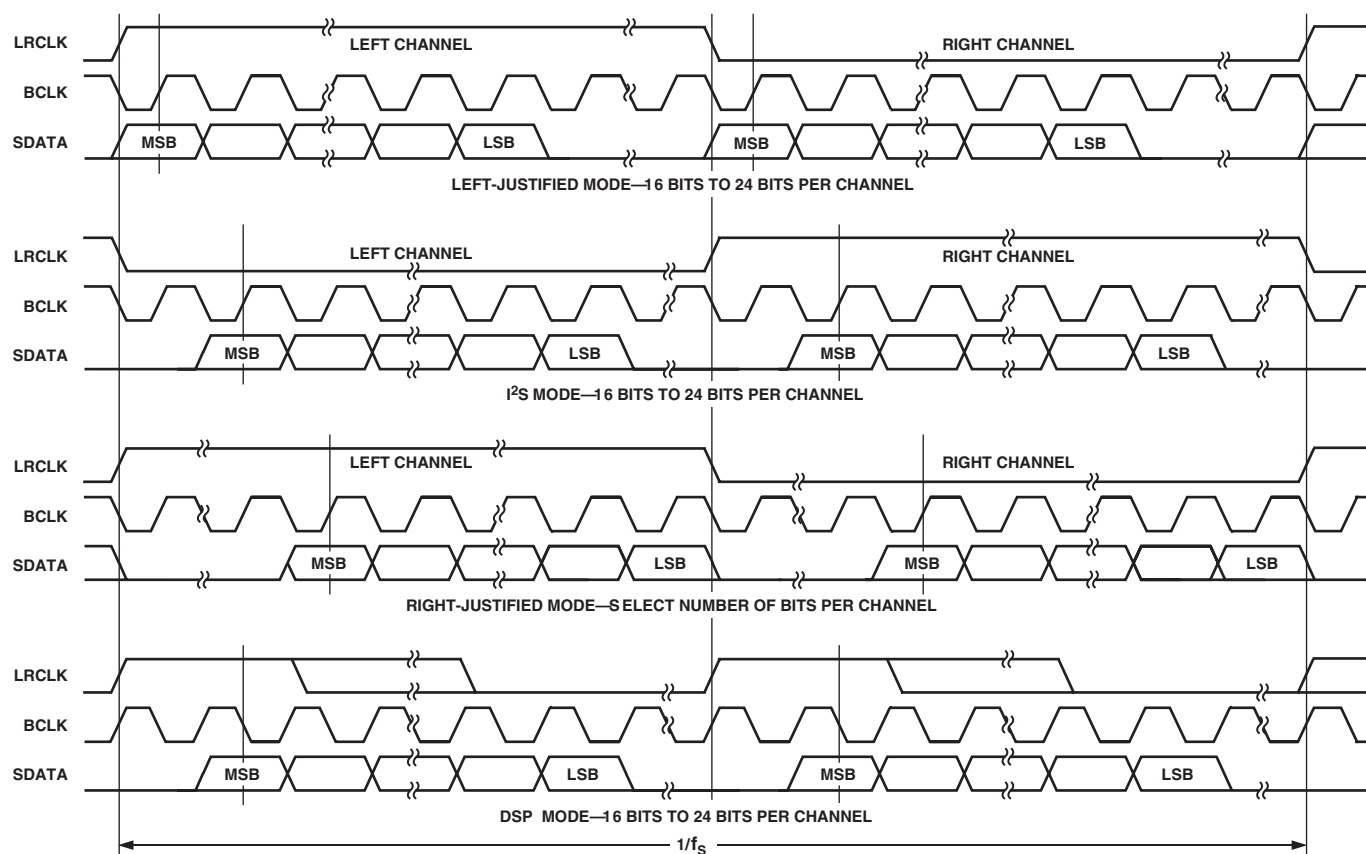 LRCLK
LEFT CHANNEL
RIGHT CHANNEL
BCLK
SDATA
MSB
LSB
MSB
LSB
LEFT-JUSTIFIED MODE—16 BITS TO 24 BITS PER CHANNEL
LRCLK
LEFT CHANNEL
RIGHT CHANNEL
BCLK
SDATA
MSB
LSB
MSB
LSB
I²S MODE—16 BITS TO 24 BITS PER CHANNEL
LRCLK
LEFT CHANNEL
RIGHT CHANNEL
BCLK
SDATA
MSB
LSB
MSB
LSB
RIGHT-JUSTIFIED MODE—SELECT NUMBER OF BITS PER CHANNEL
LRCLK
BCLK
SDATA
MSB
LSB
MSB
LSB
DSP MODE—16 BITS TO 24 BITS PER CHANNEL
1/fS